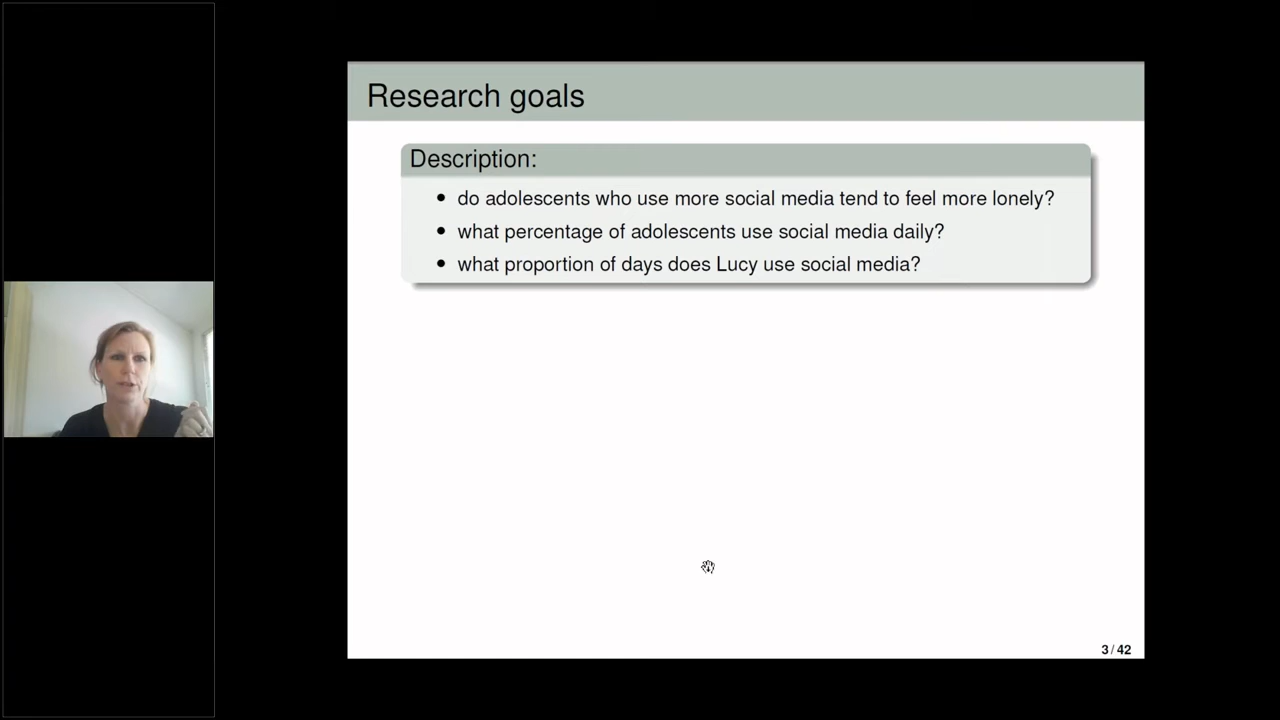 Research goals
Description:
• do adolescents who use more social media tend to feel more lonely?
• what percentage of adolescents use social media daily?
• what proportion of days does Lucy use social media?
3 / 42